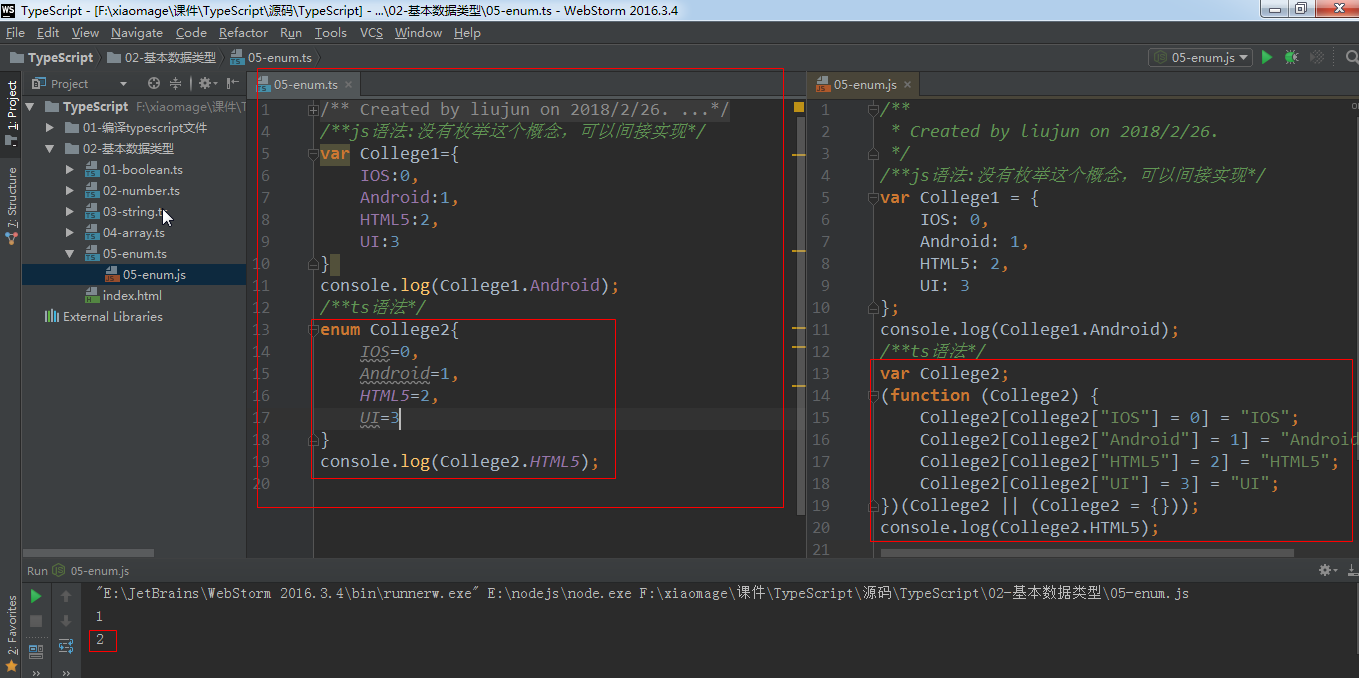 TypeScript - [F:\xiaomage\课件\TypeScript\源码\TypeScript] - ...\02-基本数据类型\05-enum.ts - WebStorm 2016.3.4
File Edit View Navigate Code Refactor Run Tools VCS Window Help
TypeScript 02-基本数据类型 05-enum.ts 05-enum.js
1: Project
7: Structure
2: Favorites
Project
TypeScript F:\xiaomage\课件\T
01-编译typescript文件
02-基本数据类型
01-boolean.ts
02-number.ts
03-string.ts
04-array.ts
05-enum.ts
05-enum.js
index.html
External Libraries
05-enum.ts
1 /** Created by liujun on 2018/2/26. ...*/
4 /**js语法:没有枚举这个概念，可以间接实现*/
5 var College1={
6 IOS:0,
7 Android:1,
8 HTML5:2,
9 UI:3
10 }
11 console.log(College1.Android);
12 /**ts语法*/
13 enum College2{
14 IOS=0,
15 Android=1,
16 HTML5=2,
17 UI=3
18 }
19 console.log(College2.HTML5);
20
05-enum.js
1 /**
2 * Created by liujun on 2018/2/26.
3 */
4 /**js语法:没有枚举这个概念，可以间接实现*/
5 var College1 = {
6 IOS: 0,
7 Android: 1,
8 HTML5: 2,
9 UI: 3
10 };
11 console.log(College1.Android);
12 /**ts语法*/
13 var College2;
14 (function (College2) {
15 College2[College2["IOS"] = 0] = "IOS";
16 College2[College2["Android"] = 1] = "Android
17 College2[College2["HTML5"] = 2] = "HTML5";
18 College2[College2["UI"] = 3] = "UI";
19 })(College2 || (College2 = {}));
20 console.log(College2.HTML5);
21
Run 05-enum.js
"E:\JetBrains\WebStorm 2016.3.4\bin\runnerw.exe" E:\nodejs\node.exe F:\xiaomage\课件\TypeScript\源码\TypeScript\02-基本数据类型\05-enum.js
1
2